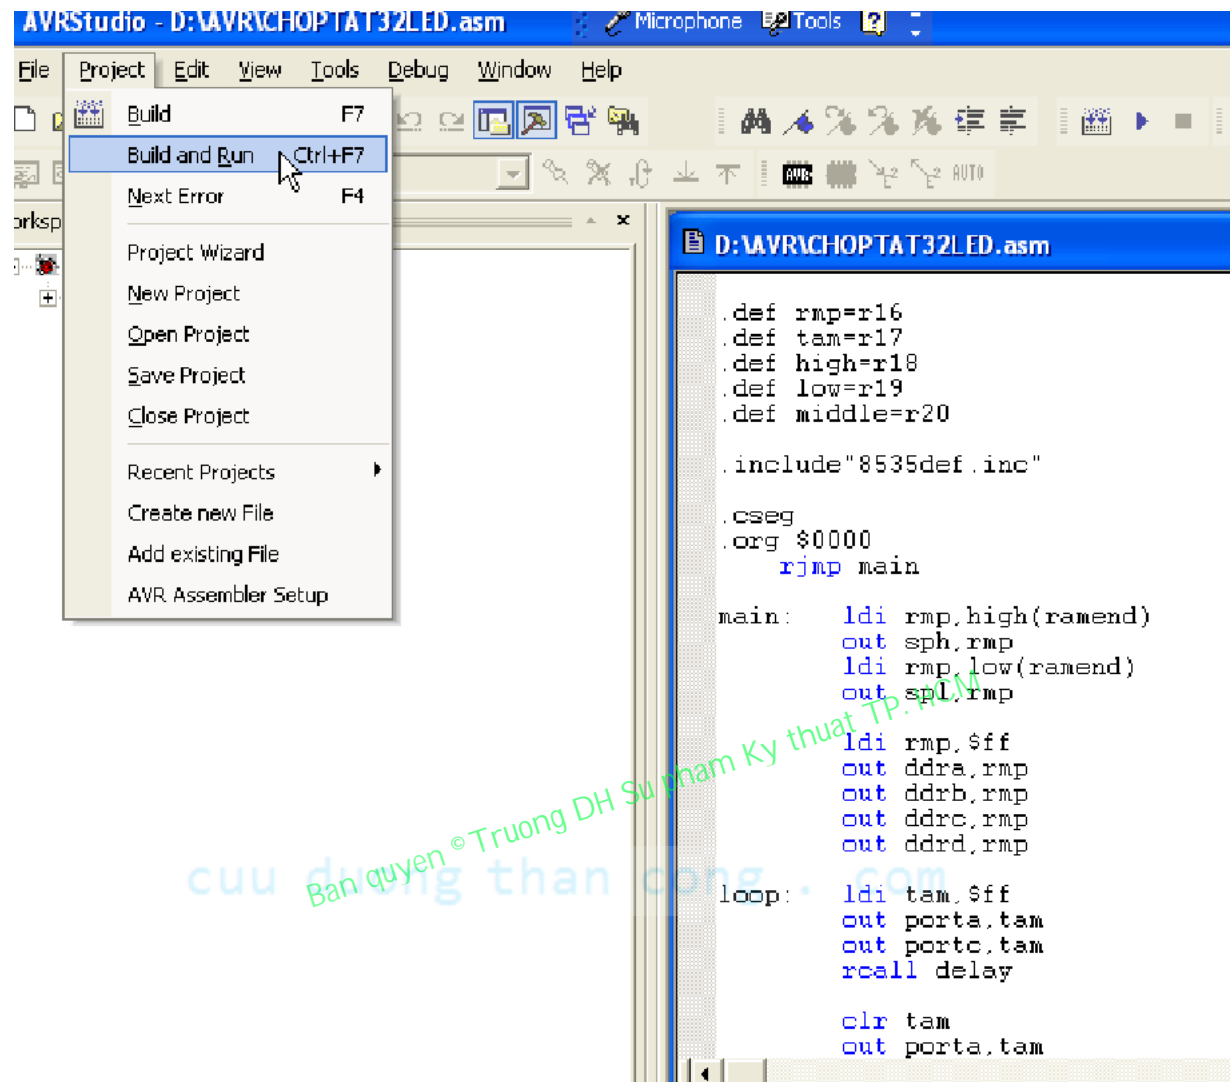 AVRStudio - D:\AVR\CHOPTAT32LED.asm
Microphone Tools
File Project Edit View Tools Debug Window Help
Build F7
Build and Run Ctrl+F7
AVR AUTO
Next Error F4
orksp
Project Wizard
New Project
Open Project
Save Project
Close Project
Recent Projects
Create new File
Add existing File
AVR Assembler Setup
D:\AVR\CHOPTAT32LED.asm
.def rmp=r16
.def tam=r17
.def high=r18
.def low=r19
.def middle=r20
.include"8535def.inc"
.cseg
.org $0000
rjmp main
main: ldi rmp,high(ramend)
out sph,rmp
ldi rmp,low(ramend)
out spl,rmp
ldi rmp,$ff
out ddra,rmp
out ddrb,rmp
out ddrc,rmp
out ddrd,rmp
loop: ldi tam,$ff
out porta,tam
out portc,tam
rcall delay
clr tam
out porta,tam
Ban quyen © Truong DH Su pham Ky thuat TP. HCM
cuu duong than cong . com